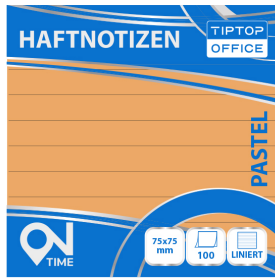 HAFTNOTIZEN
TIPTOP
OFFICE
PASTEL
ON
TIME
75x75
mm
100
LINIERT